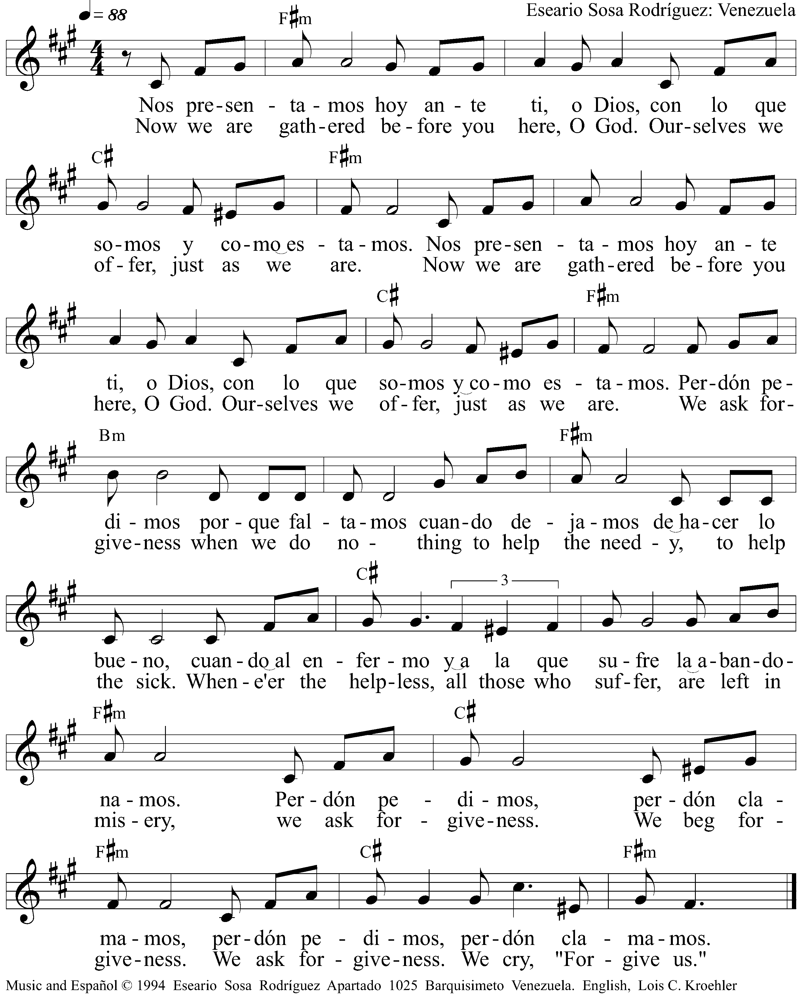 = 88 Eseario Sosa Rodríguez: Venezuela
F♯m
4
4
Nos pre-sen - ta - mos hoy an - te ti, o Dios, con lo que
Now we are gath-ered be-fore you here, O God. Our-selves we
C♯ F♯m
so-mos y co-mo es - ta - mos. Nos pre-sen - ta - mos hoy an - te
of - fer, just as we are. Now we are gath-ered be - fore you
C♯ F♯m
ti, o Dios, con lo que so-mos y co-mo es - ta - mos. Per-dón pe-
here, O God. Our-selves we of - fer, just as we are. We ask for-
Bm F♯m
di - mos por - que fal - ta - mos cuan-do de - ja - mos de ha-cer lo
give-ness when we do no - thing to help the need - y, to help
C♯ 3
bue - no, cuan - do al en - fer - mo y a la que su - fre la a-ban-do-
the sick. When - e'er the help-less, all those who suf-fer, are left in
F♯m C♯
na - mos. Per - dón pe - di - mos, per - dón cla -
mis - ery, we ask for - give-ness. We beg for -
F♯m C♯ F♯m
ma - mos, per-dón pe - di - mos, per-dón cla - ma - mos.
give-ness. We ask for - give-ness. We cry, "For - give us."
Music and Español © 1994 Eseario Sosa Rodríguez Apartado 1025 Barquisimeto Venezuela. English, Lois C. Kroehler